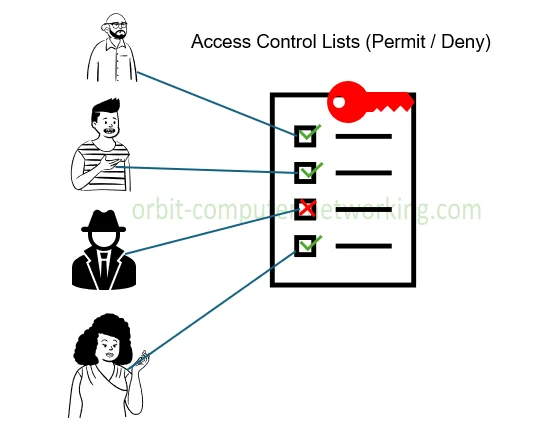 Access Control Lists (Permit / Deny)
orbit-computer-networking.com